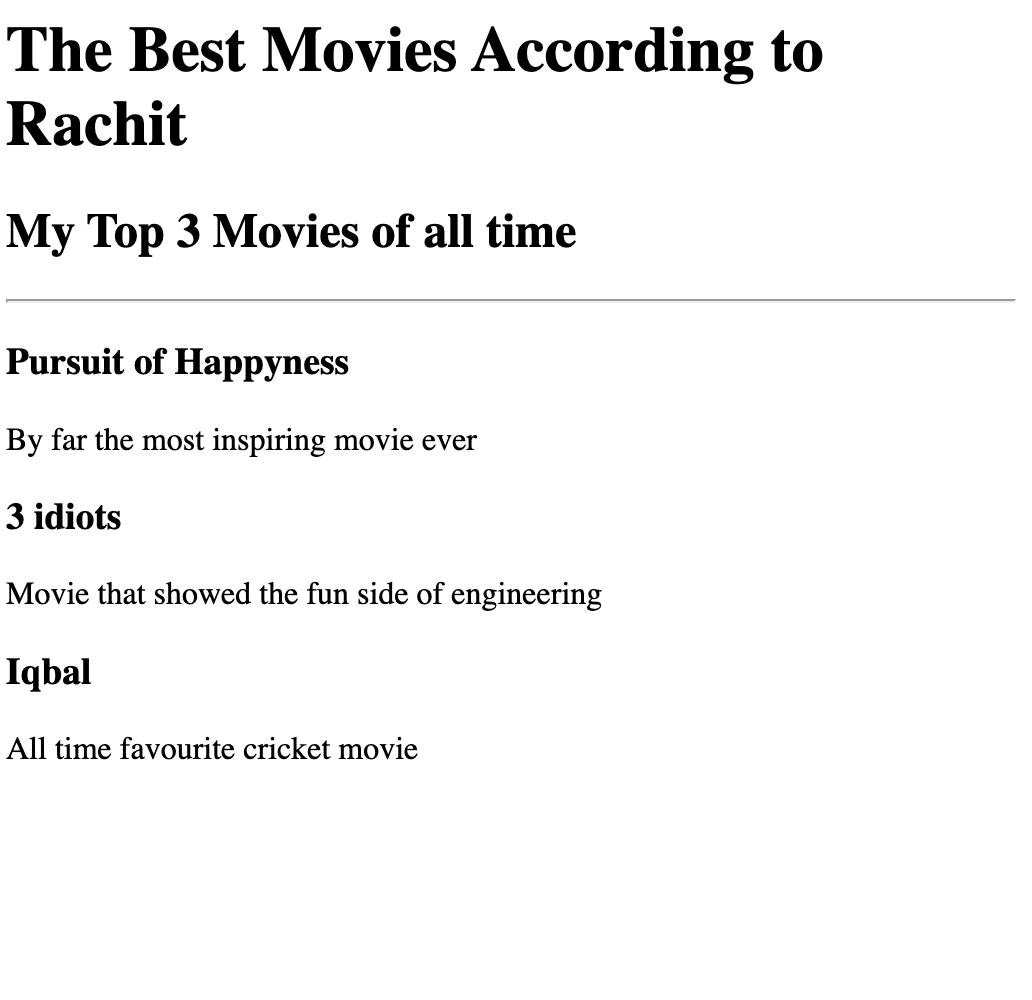 The Best Movies According to
Rachit
My Top 3 Movies of all time
Pursuit of Happyness
By far the most inspiring movie ever
3 idiots
Movie that showed the fun side of engineering
Iqbal
All time favourite cricket movie